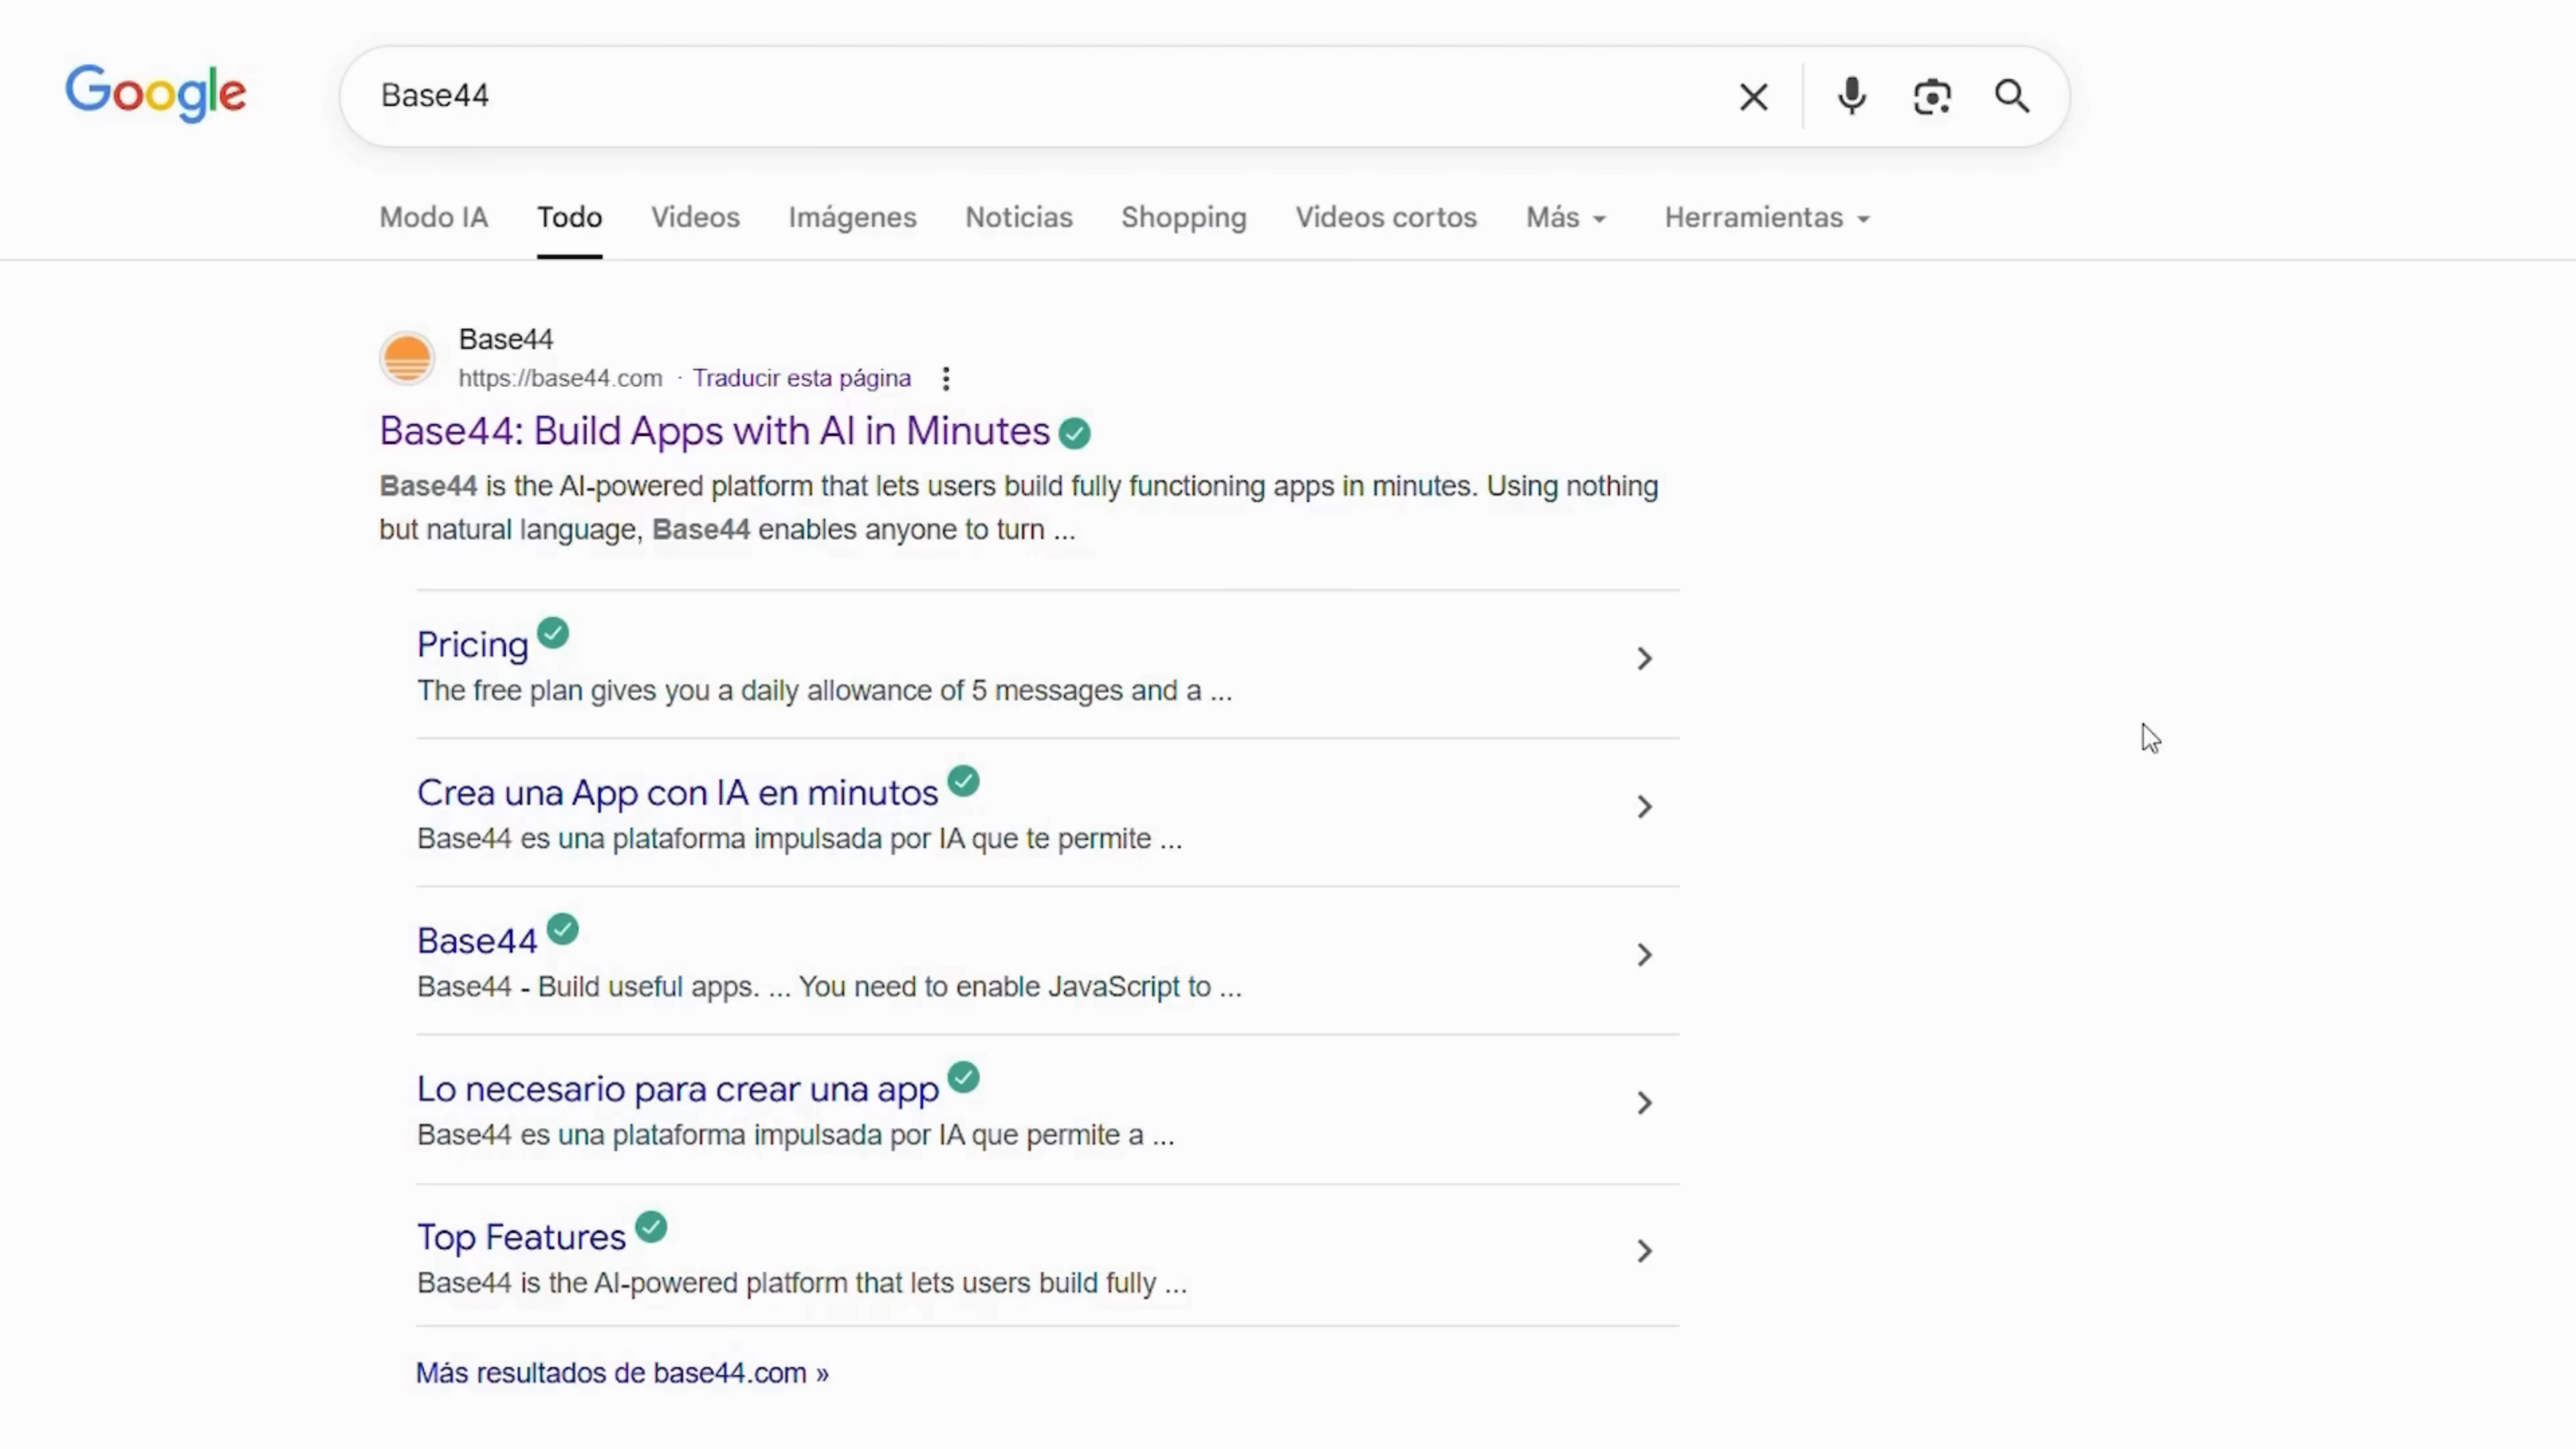 Google
Base44
Modo IA Todo Videos Imágenes Noticias Shopping Videos cortos Más Herramientas
Base44
https://base44.com · Traducir esta página
Base44: Build Apps with AI in Minutes
Base44 is the AI-powered platform that lets users build fully functioning apps in minutes. Using nothing
but natural language, Base44 enables anyone to turn ...
Pricing
The free plan gives you a daily allowance of 5 messages and a ...
Crea una App con IA en minutos
Base44 es una plataforma impulsada por IA que te permite ...
Base44
Base44 - Build useful apps. ... You need to enable JavaScript to ...
Lo necesario para crear una app
Base44 es una plataforma impulsada por IA que permite a ...
Top Features
Base44 is the AI-powered platform that lets users build fully ...
Más resultados de base44.com »